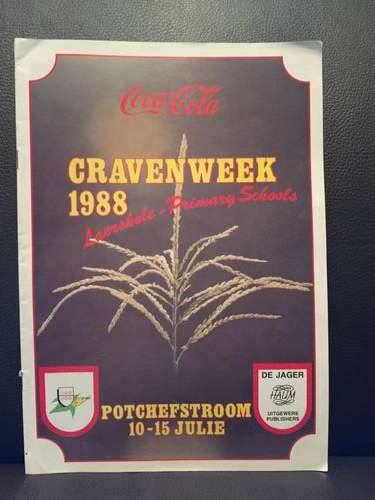 Coca-Cola
CRAVENWEEK
1988
Laerskole - Primary Schools
DE JAGER
HAUM
UITGEWERS
PUBLISHERS
POTCHEFSTROOM
10-15 JULIE